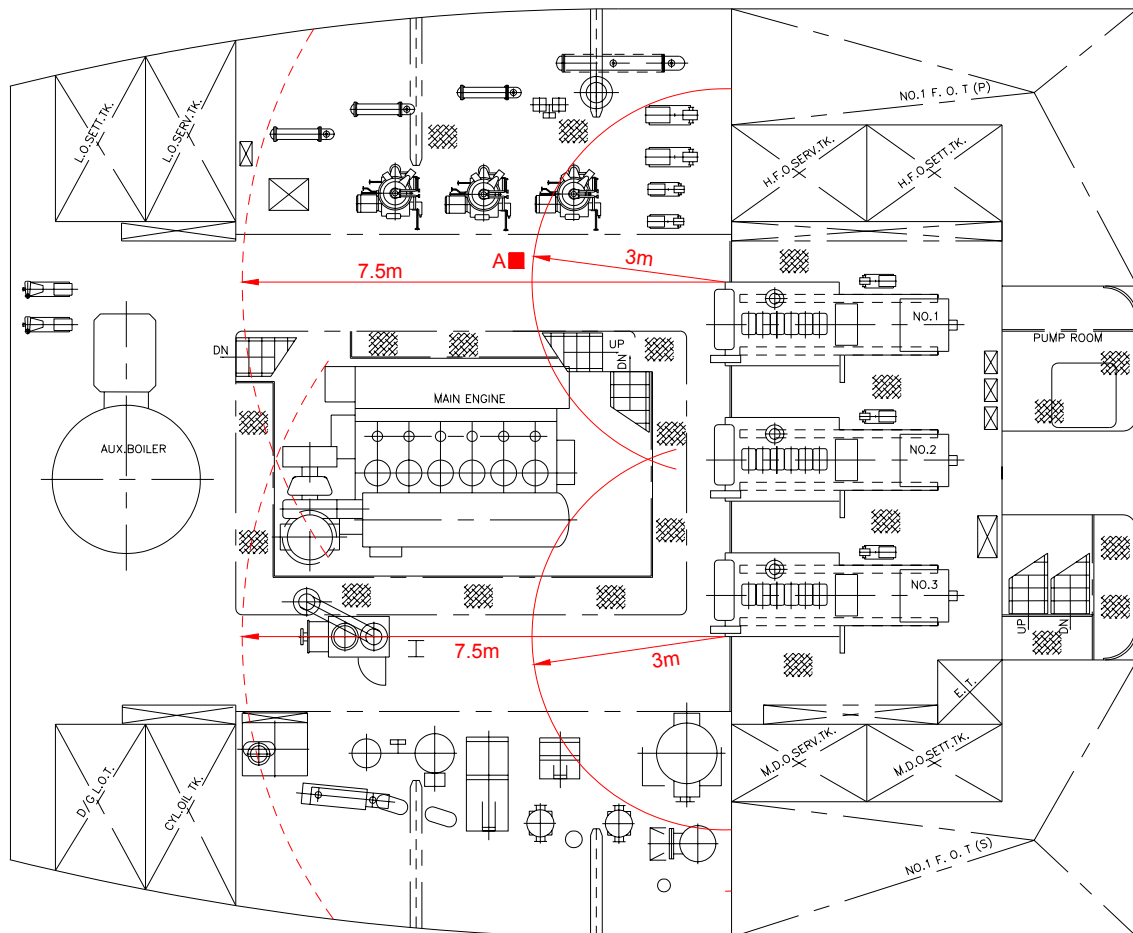 NO.1 F. O. T (P)
L.O.SETT.TK.
L.O.SERV.TK.
H.F.O.SERV.TK.
H.F.O.SETT.TK.
A
3m
7.5m
NO.1
PUMP ROOM
DN
UP
DN
MAIN ENGINE
AUX.BOILER
NO.2
NO.3
UP
DN
7.5m
3m
E.T.
M.D.O.SERV.TK.
M.D.O.SETT.TK.
D/G L.O.T.
CYL.OIL TK.
NO.1 F. O. T (S)